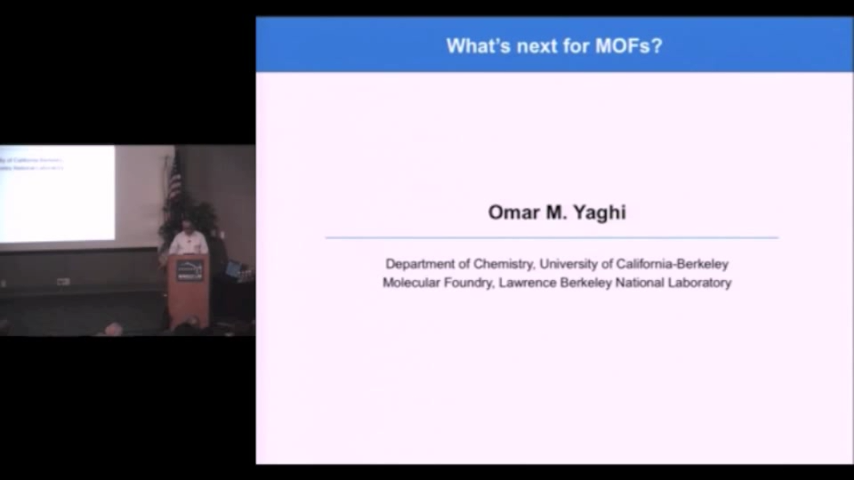 What's next for MOFs?
Omar M. Yaghi
Department of Chemistry, University of California-Berkeley
Molecular Foundry, Lawrence Berkeley National Laboratory